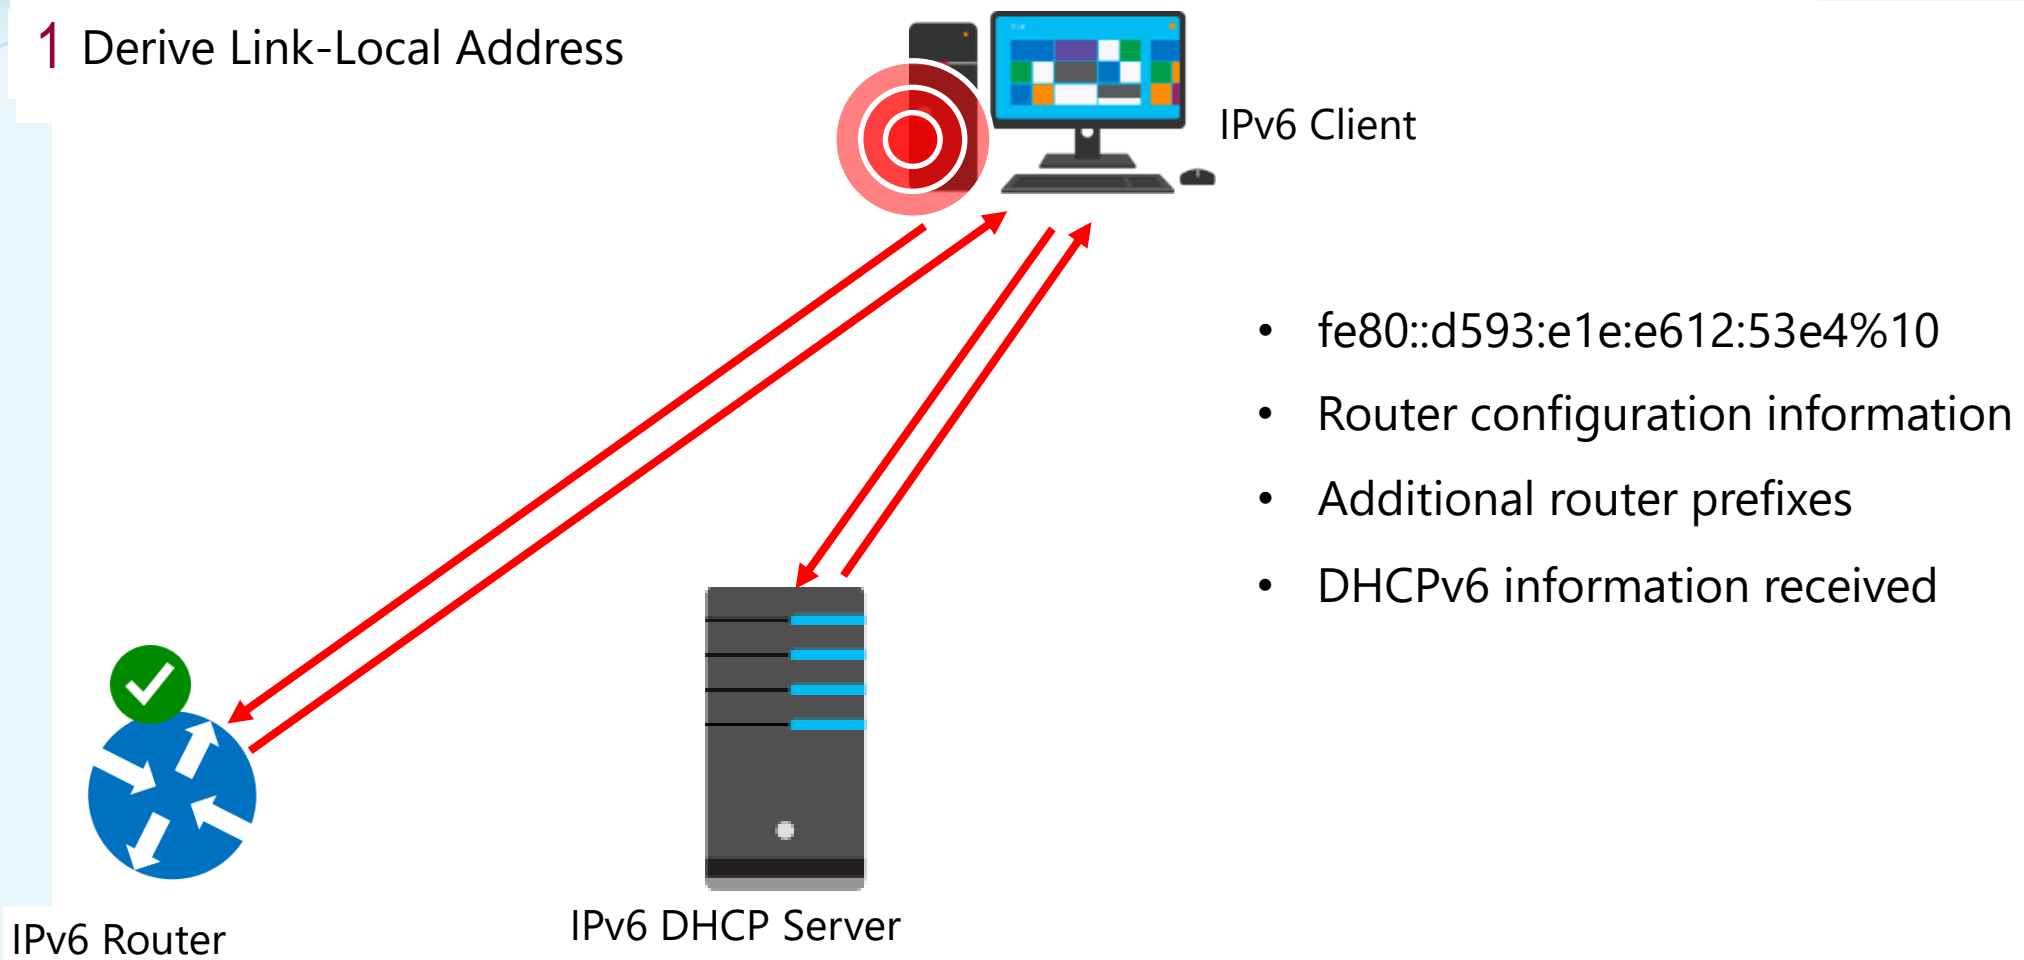 1 Derive Link-Local Address
IPv6 Client
• fe80::d593:e1e:e612:53e4%10
• Router configuration information
• Additional router prefixes
• DHCPv6 information received
IPv6 DHCP Server
IPv6 Router